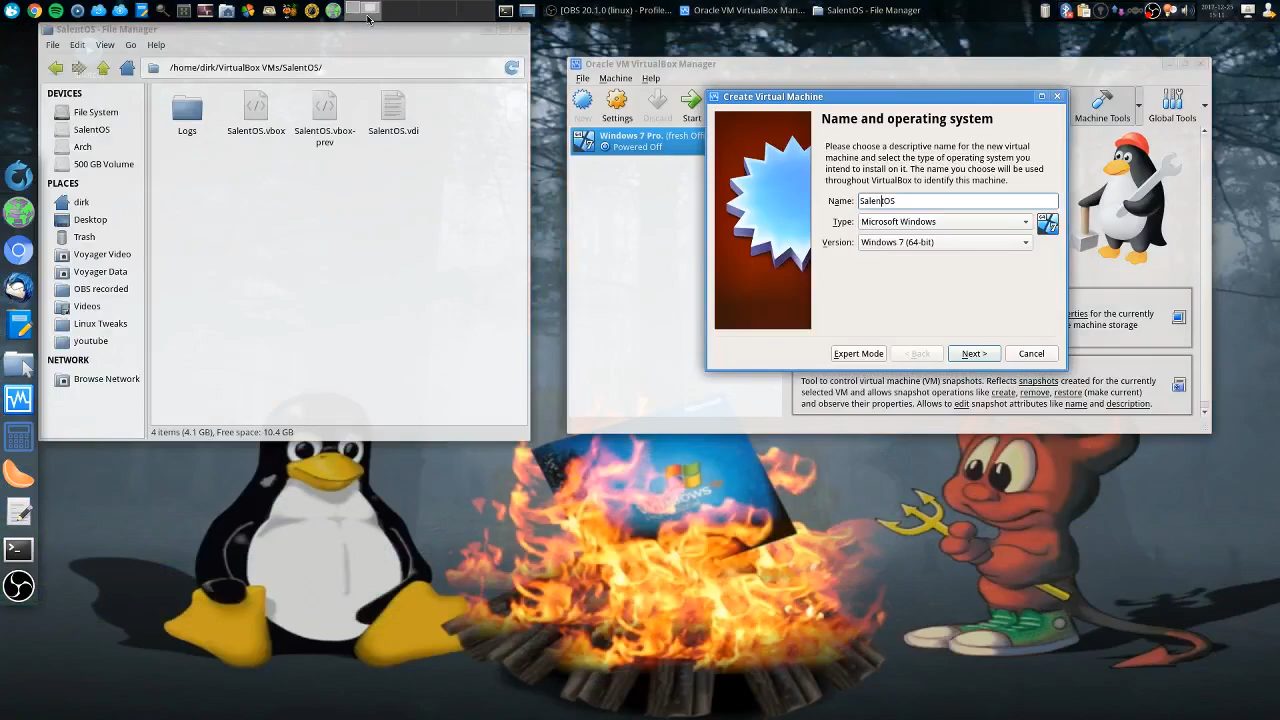 [OBS 20.1.0 (linux) - Profile...
Oracle VM VirtualBox Man...
SalentOS - File Manager
2017-12-25
15:11
SalentOS - File Manager
File Edit View Go Help
/home/dirk/VirtualBox VMs/SalentOS/
DEVICES
File System
SalentOS
Arch
500 GB Volume
PLACES
dirk
Desktop
Trash
Voyager Video
Voyager Data
OBS recorded
Videos
Linux Tweaks
youtube
NETWORK
Browse Network
Logs
SalentOS.vbox
SalentOS.vbox-
prev
SalentOS.vdi
4 items (4.1 GB), Free space: 10.4 GB
Oracle VM VirtualBox Manager
File Machine Help
New Settings Discard Start
Machine Tools Global Tools
Windows 7 Pro. (fresh Offi
Powered Off
64
Create Virtual Machine
Name and operating system
Please choose a descriptive name for the new virtual
machine and select the type of operating system you
intend to install on it. The name you choose will be used
throughout VirtualBox to identify this machine.
Name: SalentOS
Type: Microsoft Windows
64
Version: Windows 7 (64-bit)
Expert Mode < Back Next > Cancel
erties for the currently
machine storage
Tool to control virtual machine (VM) snapshots. Reflects snapshots created for the currently
selected VM and allows snapshot operations like create, remove, restore (make current)
and observe their properties. Allows to edit snapshot attributes like name and description.